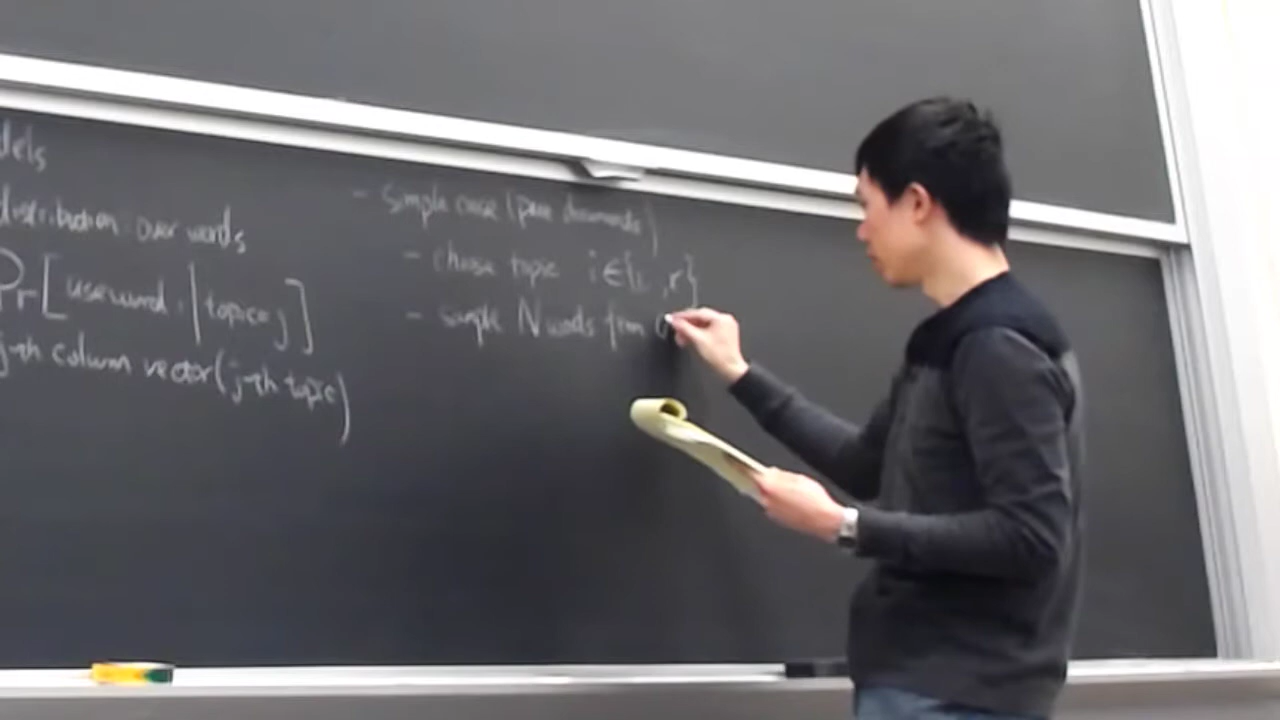 dels
distribution over words
Pr[use word i | topic = j]
j-th column vector (j-th topic)
- simple case (pure documents)
- choose topic i ∈ {1, r}
- sample N words from